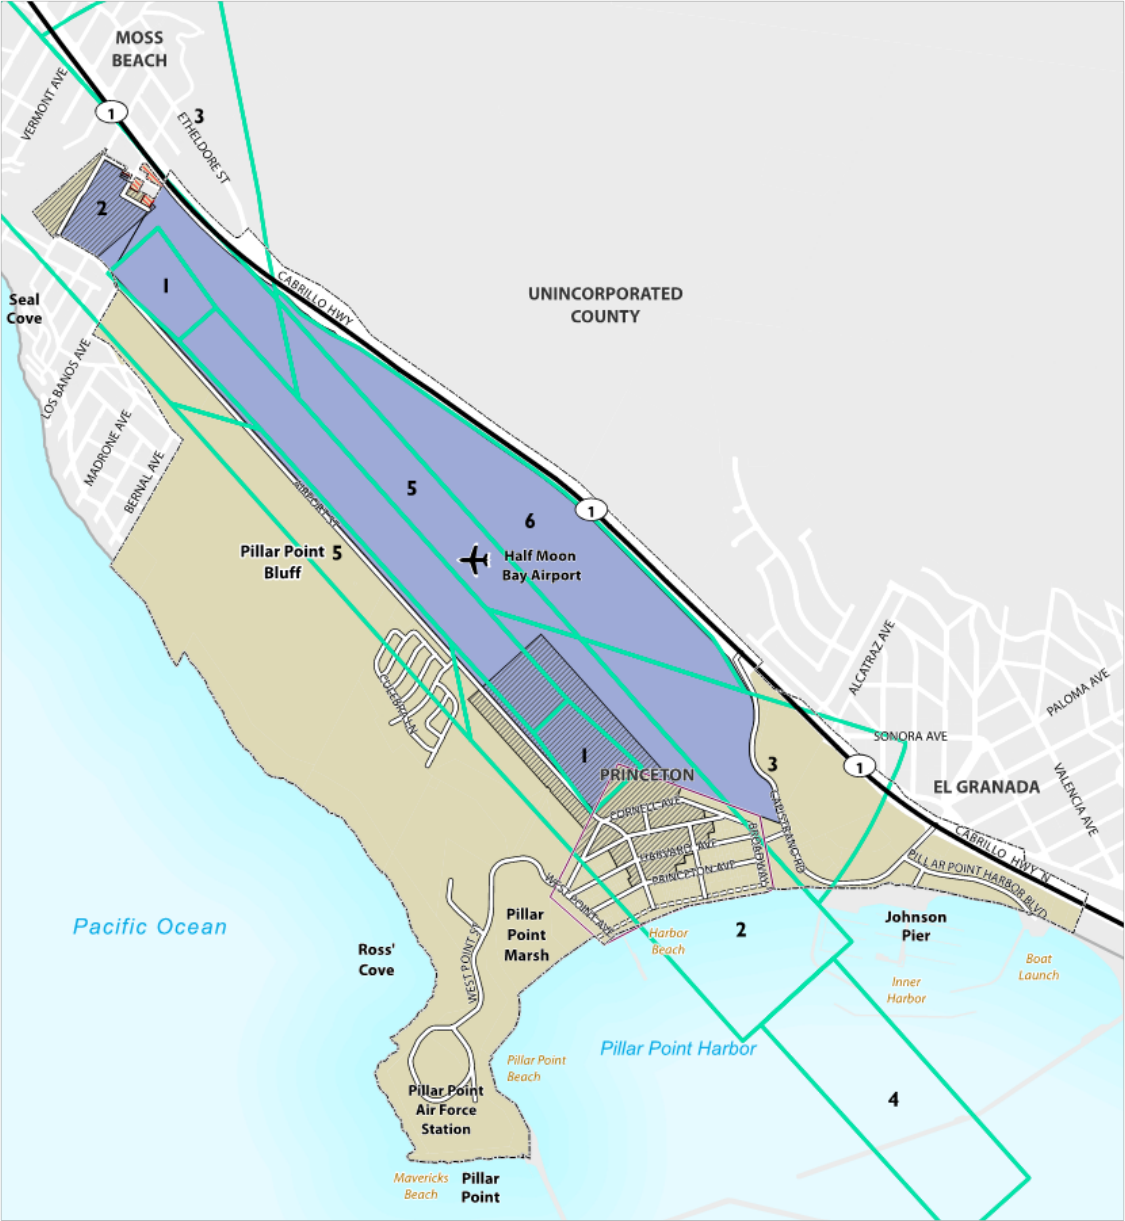 MOSS
BEACH
VERMONT AVE
1
3
ETHELDORE ST
2
1
CABRILLO HWY
Seal
Cove
UNINCORPORATED
COUNTY
LOS BANOS AVE
MADRONE AVE
BERNAL AVE
AIRPORT ST
5
6
1
Pillar Point
Bluff
5
Half Moon
Bay Airport
CULEBRA LN
ALCATRAZ AVE
PALOMA AVE
SONORA AVE
1
PRINCETON
3
1
EL GRANADA
VALENCIA AVE
CORNELL AVE
CAPISTRANO RD
BROADWAY
HARVARD AVE
PRINCETON AVE
CABRILLO HWY N
PILLAR POINT HARBOR BLVD
WEST POINT AVE
Pacific Ocean
Ross'
Cove
WEST POINT ST
Pillar
Point
Marsh
Harbor
Beach
2
Johnson
Pier
Inner
Harbor
Boat
Launch
Pillar Point Harbor
Pillar Point
Beach
4
Pillar Point
Air Force
Station
Mavericks
Beach
Pillar
Point